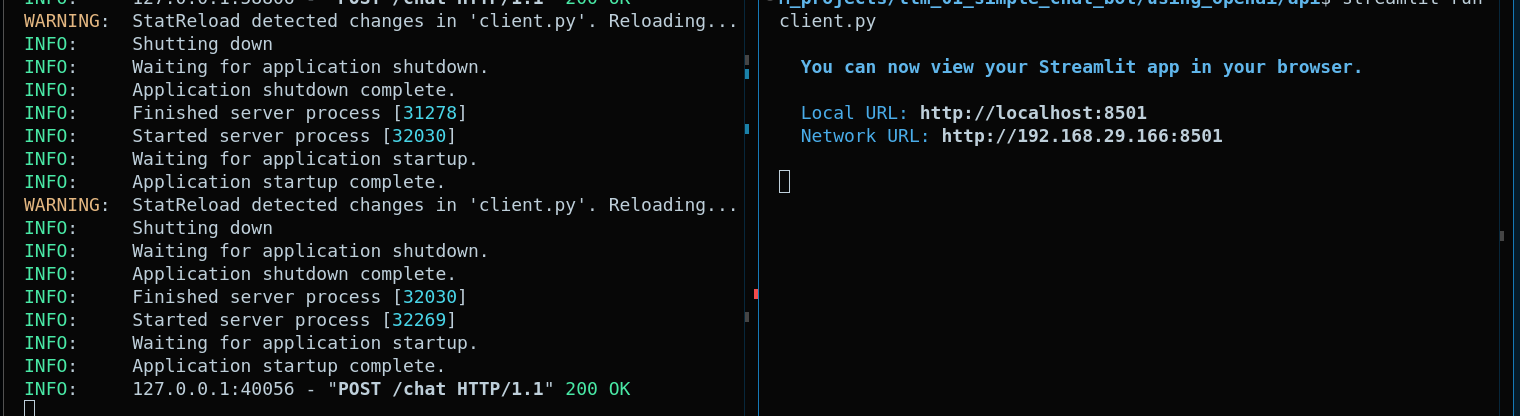 INFO: 127.0.0.1:58806 - "POST /chat HTTP/1.1" 200 OK
WARNING: StatReload detected changes in 'client.py'. Reloading...
INFO: Shutting down
INFO: Waiting for application shutdown.
INFO: Application shutdown complete.
INFO: Finished server process [31278]
INFO: Started server process [32030]
INFO: Waiting for application startup.
INFO: Application startup complete.
WARNING: StatReload detected changes in 'client.py'. Reloading...
INFO: Shutting down
INFO: Waiting for application shutdown.
INFO: Application shutdown complete.
INFO: Finished server process [32030]
INFO: Started server process [32269]
INFO: Waiting for application startup.
INFO: Application startup complete.
INFO: 127.0.0.1:40056 - "POST /chat HTTP/1.1" 200 OK
m_projects/llm_01_simple_chat_bot/using_openai/api$ streamlit run
client.py
You can now view your Streamlit app in your browser.
Local URL: http://localhost:8501
Network URL: http://192.168.29.166:8501